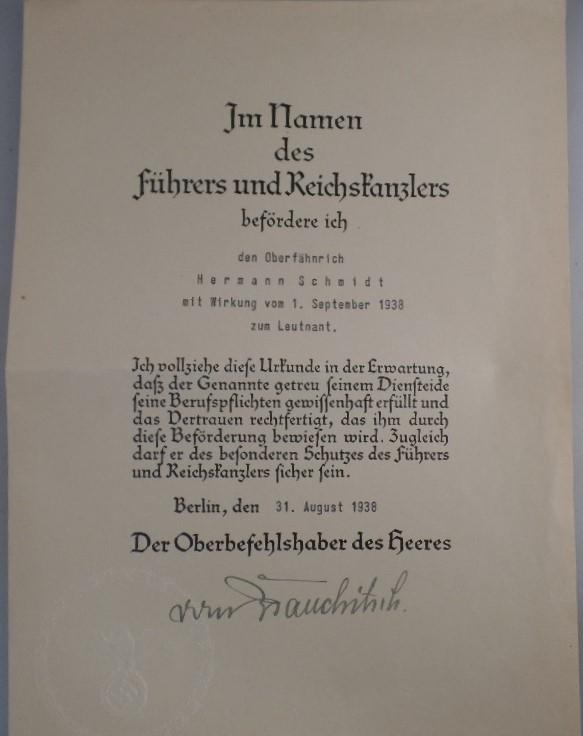 Im Namen
des
Führers und Reichskanzlers
befördere ich
den Oberfähnrich
Hermann Schmidt
mit Wirkung vom 1. September 1938
zum Leutnant.
Ich vollziehe diese Urkunde in der Erwartung,
daß der Genannte getreu seinem Diensteide
seine Berufspflichten gewissenhaft erfüllt und
das Vertrauen rechtfertigt, das ihm durch
diese Beförderung bewiesen wird. Zugleich
darf er des besonderen Schutzes des Führers
und Reichskanzlers sicher sein.
Berlin, den 31. August 1938
Der Oberbefehlshaber des Heeres
von Brauchitsch.